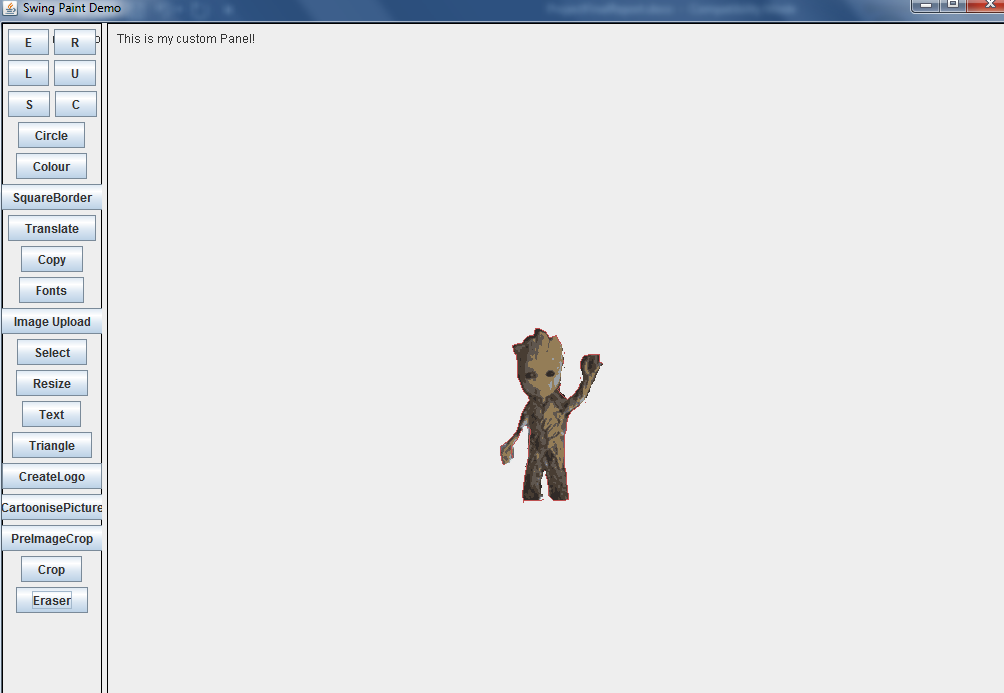 Swing Paint Demo
E R
This is my custom Panel!
L U
S C
Circle
Colour
SquareBorder
Translate
Copy
Fonts
Image Upload
Select
Resize
Text
Triangle
CreateLogo
CartoonisePicture
PreImageCrop
Crop
Eraser